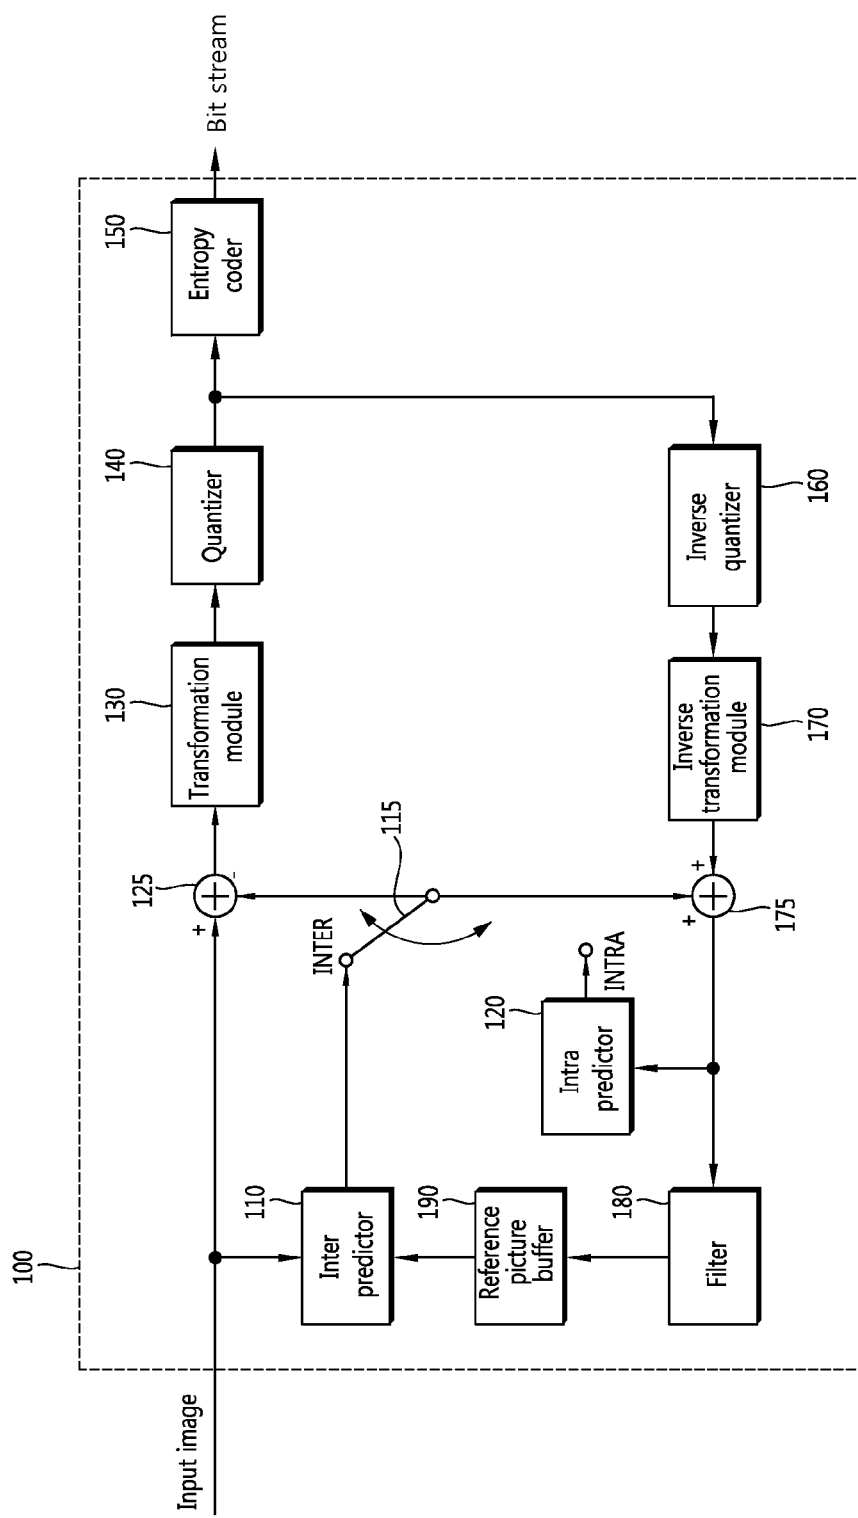 100
Input image
Bit stream
125
+
-
130
Transformation
module
140
Quantizer
150
Entropy
coder
110
Inter
predictor
INTER
115
190
Reference
picture
buffer
120
Intra
predictor
INTRA
180
Filter
+
+
175
Inverse
transformation
module
170
Inverse
quantizer
160